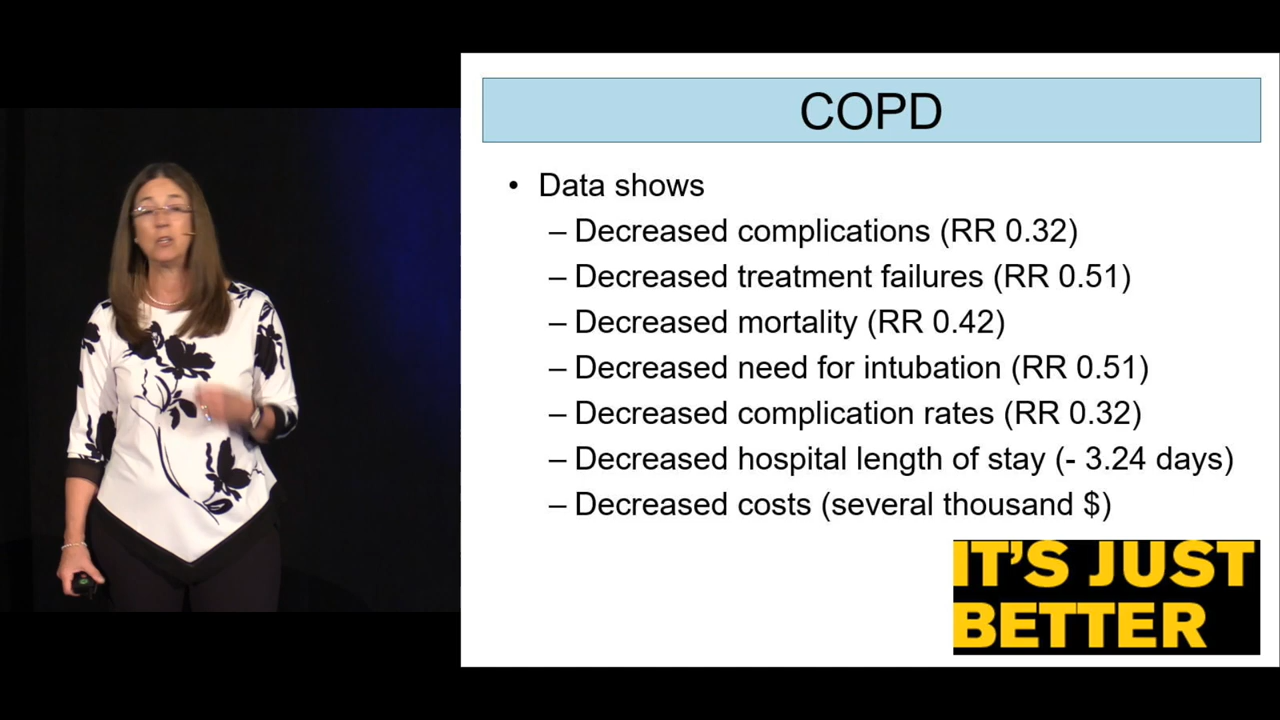 COPD
• Data shows
– Decreased complications (RR 0.32)
– Decreased treatment failures (RR 0.51)
– Decreased mortality (RR 0.42)
– Decreased need for intubation (RR 0.51)
– Decreased complication rates (RR 0.32)
– Decreased hospital length of stay (- 3.24 days)
– Decreased costs (several thousand $)
IT'S JUST
BETTER